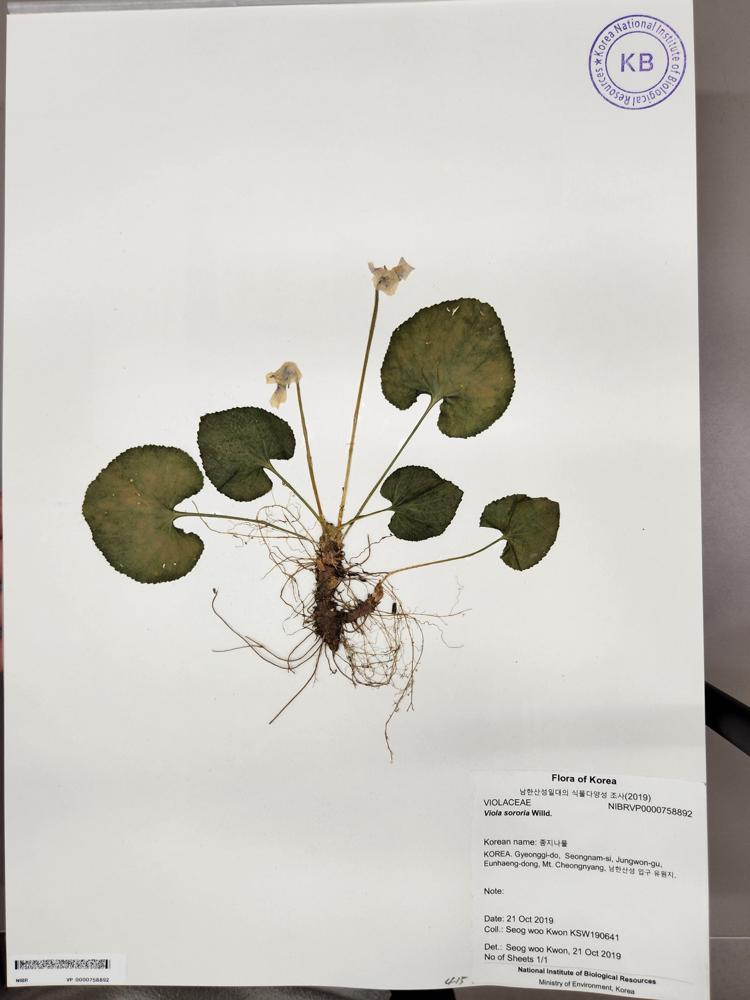 ★ Korea National Institute of Biological Resources
KB
Flora of Korea
남한산성일대의 식물다양성 조사(2019)
VIOLACEAE NIBRVP0000758892
Viola sororia Willd.
Korean name: 종지나물
KOREA. Gyeonggi-do, Seongnam-si, Jungwon-gu,
Eunhaeng-dong, Mt. Cheongnyang, 남한산성 입구 유원지.
Note:
Date: 21 Oct 2019
Coll.: Seog woo Kwon KSW190641
Det.: Seog woo Kwon, 21 Oct 2019
No of Sheets 1/1
National Institute of Biological Resources
Ministry of Environment, Korea
NIBR VP 0000758892